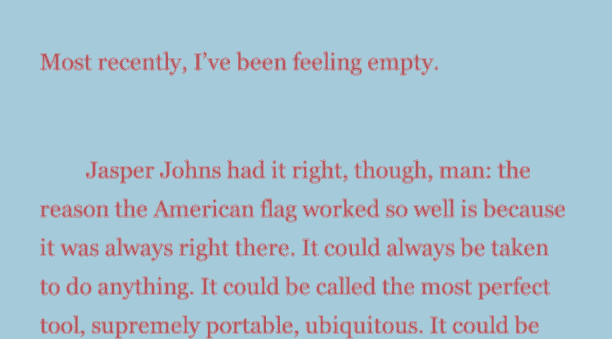 Most recently, I’ve been feeling empty.
Jasper Johns had it right, though, man: the
reason the American flag worked so well is because
it was always right there. It could always be taken
to do anything. It could be called the most perfect
tool, supremely portable, ubiquitous. It could be